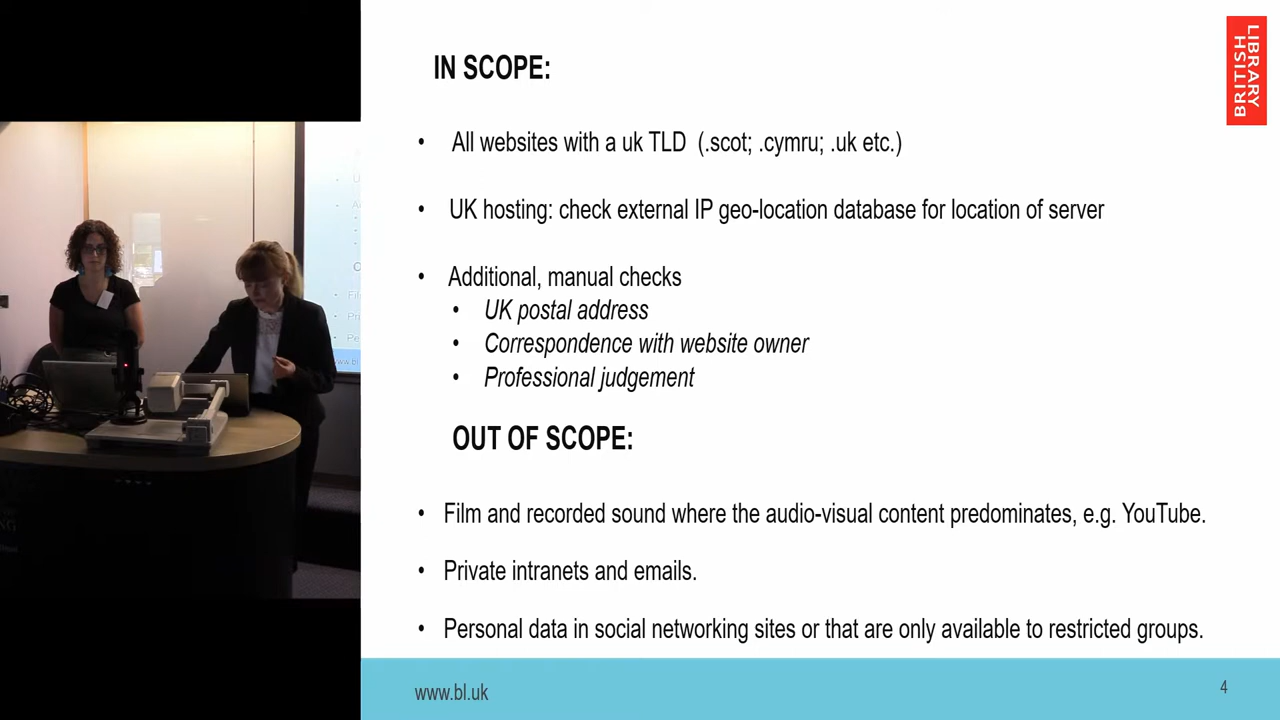 IN SCOPE:
LIBRARY
BRITISH
• All websites with a uk TLD (.scot; .cymru; .uk etc.)
• UK hosting: check external IP geo-location database for location of server
• Additional, manual checks
• UK postal address
• Correspondence with website owner
• Professional judgement
OUT OF SCOPE:
• Film and recorded sound where the audio-visual content predominates, e.g. YouTube.
• Private intranets and emails.
• Personal data in social networking sites or that are only available to restricted groups.
www.bl.uk
4